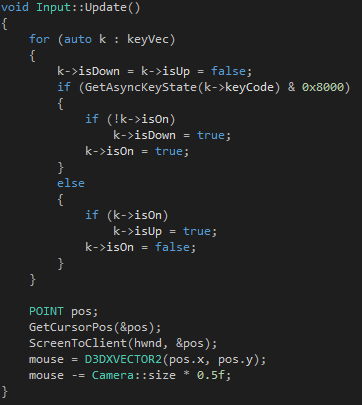 void Input::Update()
{
    for (auto k : keyVec)
    {
        k->isDown = k->isUp = false;
        if (GetAsyncKeyState(k->keyCode) & 0x8000)
        {
            if (!k->isOn)
                k->isDown = true;
            k->isOn = true;
        }
        else
        {
            if (k->isOn)
                k->isUp = true;
            k->isOn = false;
        }
    }

    POINT pos;
    GetCursorPos(&pos);
    ScreenToClient(hwnd, &pos);
    mouse = D3DXVECTOR2(pos.x, pos.y);
    mouse -= Camera::size * 0.5f;
}